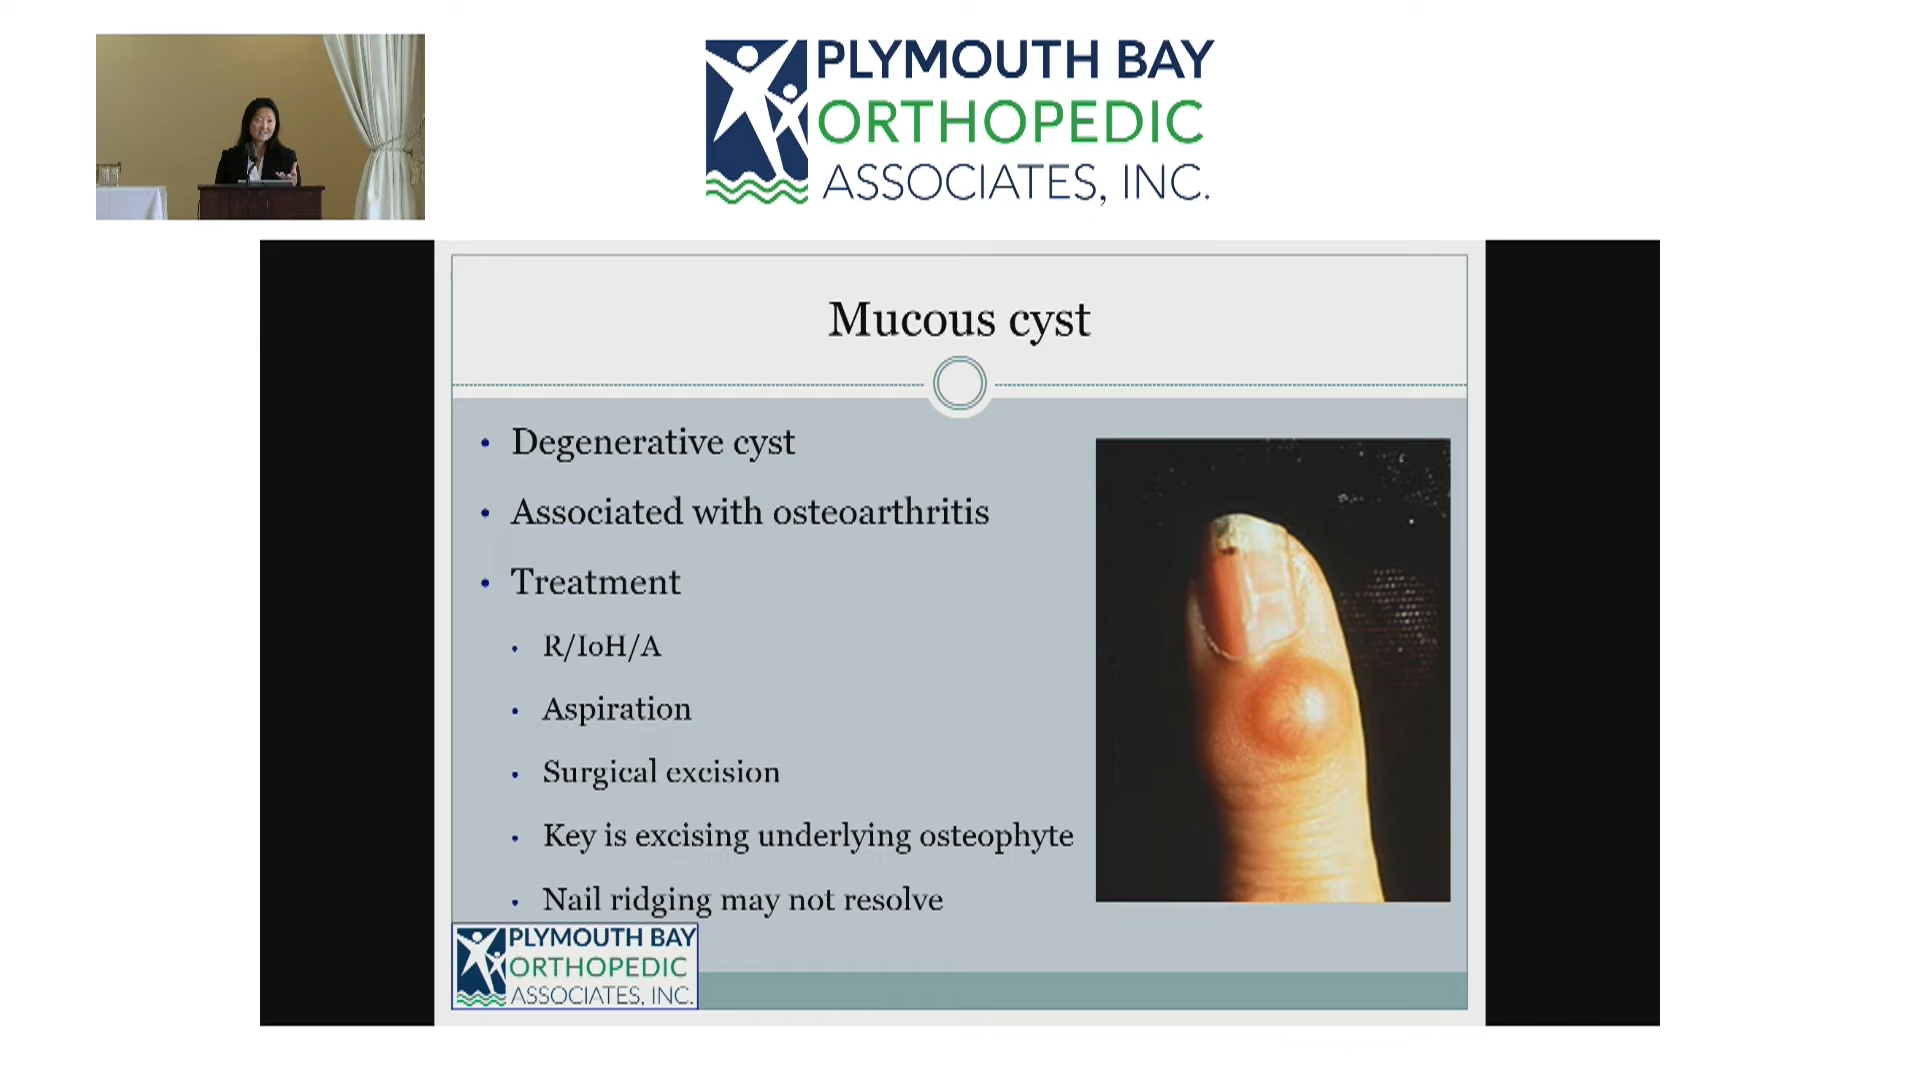 PLYMOUTH BAY
ORTHOPEDIC
ASSOCIATES, INC.
Mucous cyst
• Degenerative cyst
• Associated with osteoarthritis
• Treatment
• R/IoH/A
• Aspiration
• Surgical excision
• Key is excising underlying osteophyte
• Nail ridging may not resolve
PLYMOUTH BAY
ORTHOPEDIC
ASSOCIATES, INC.